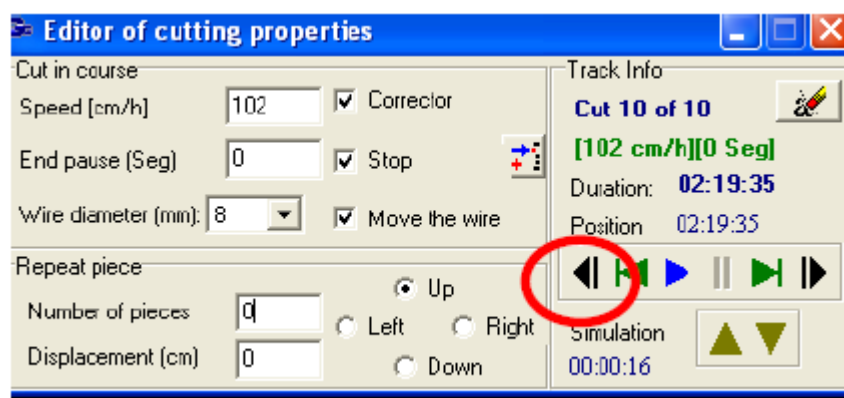 Editor of cutting properties
Cut in course
Speed [cm/h] 102 Corrector
End pause (Seg) 0 Stop
Wire diameter (mm): 8 Move the wire
Repeat piece
Number of pieces 0
Displacement (cm) 0
Up
Left Right
Down
Track Info
Cut 10 of 10
[102 cm/h][0 Seg]
Duration: 02:19:35
Position 02:19:35
Simulation
00:00:16